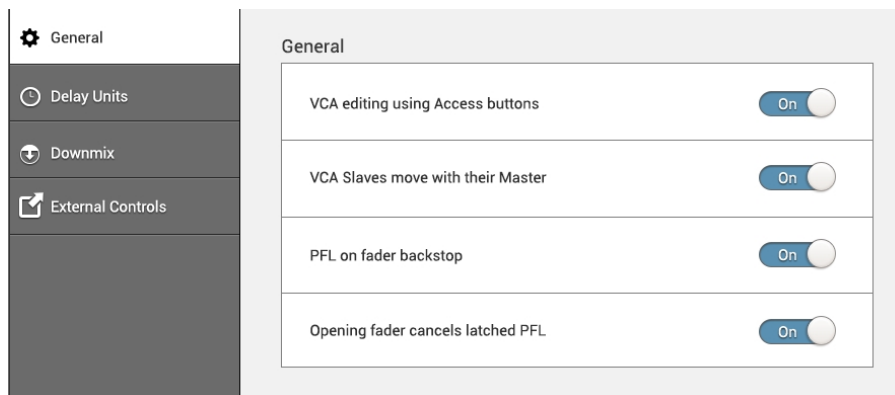 General
Delay Units
Downmix
External Controls
General
VCA editing using Access buttons
On
VCA Slaves move with their Master
On
PFL on fader backstop
On
Opening fader cancels latched PFL
On